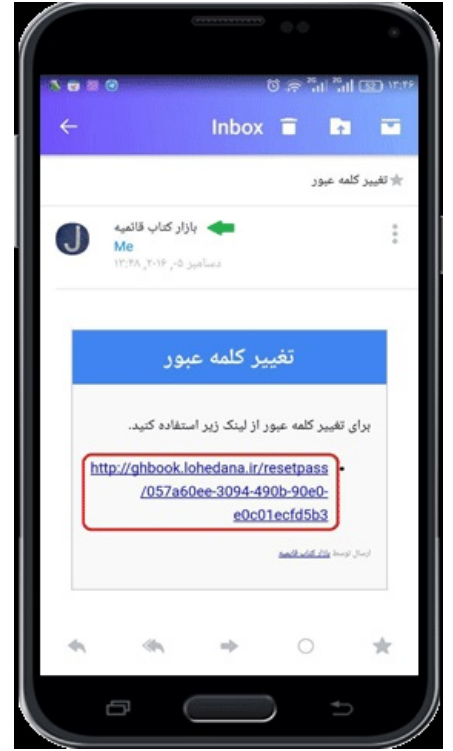 ۱۳:۴۶
Inbox
تغییر کلمه عبور
بازار کتاب قائمیه
Me
دسامبر ۰۵, ۲۰۱۶, ۱۳:۴۸
تغییر کلمه عبور
برای تغییر کلمه عبور از لینک زیر استفاده کنید.
http://ghbook.lohedana.ir/resetpass
/057a60ee-3094-490b-90e0-
e0c01ecfd5b3
ارسال توسط بازار کتاب قائمیه